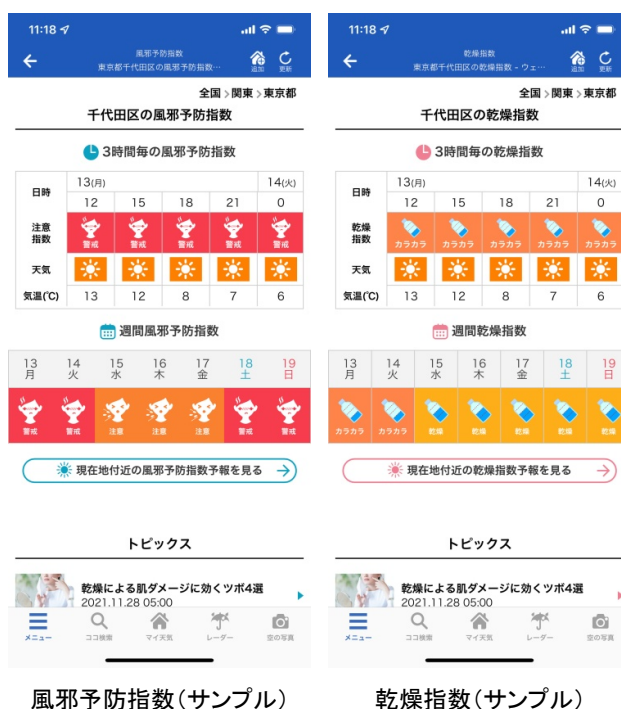 11:18
風邪予防指数
東京都千代田区の風邪予防指数…
追加
更新
全国>関東>東京都
千代田区の風邪予防指数
3時間毎の風邪予防指数
日時
13(月)
14(火)
12 15 18 21 0
注意指数
警戒 警戒 警戒 警戒 警戒
天気
気温(℃) 13 12 8 7 6
週間風邪予防指数
13 14 15 16 17 18 19
月 火 水 木 金 土 日
警戒 警戒 注意 注意 注意 警戒 警戒
現在地付近の風邪予防指数予報を見る
トピックス
乾燥による肌ダメージに効くツボ4選
2021.11.28 05:00
メニュー ココ検索 マイ天気 レーダー 空の写真
風邪予防指数(サンプル)
11:18
乾燥指数
東京都千代田区の乾燥指数 - ウェ…
追加
更新
全国>関東>東京都
千代田区の乾燥指数
3時間毎の乾燥指数
日時
13(月)
14(火)
12 15 18 21 0
乾燥指数
カラカラ カラカラ カラカラ カラカラ カラカラ
天気
気温(℃) 13 12 8 7 6
週間乾燥指数
13 14 15 16 17 18 19
月 火 水 木 金 土 日
カラカラ カラカラ 乾燥 乾燥 乾燥 乾燥 乾燥
現在地付近の乾燥指数予報を見る
トピックス
乾燥による肌ダメージに効くツボ4選
2021.11.28 05:00
メニュー ココ検索 マイ天気 レーダー 空の写真
乾燥指数(サンプル)